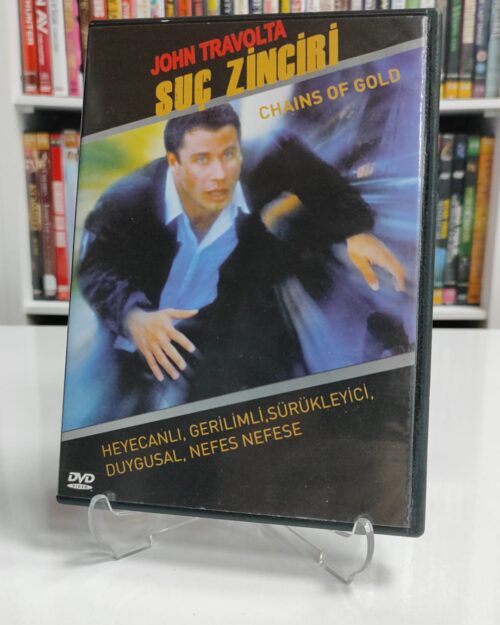 JOHN TRAVOLTA
SUÇ ZİNCİRİ
CHAINS OF GOLD
HEYECANLI, GERİLİMLİ,SÜRÜKLEYİCİ,
DUYGUSAL, NEFES NEFESE
DVD
VIDEO